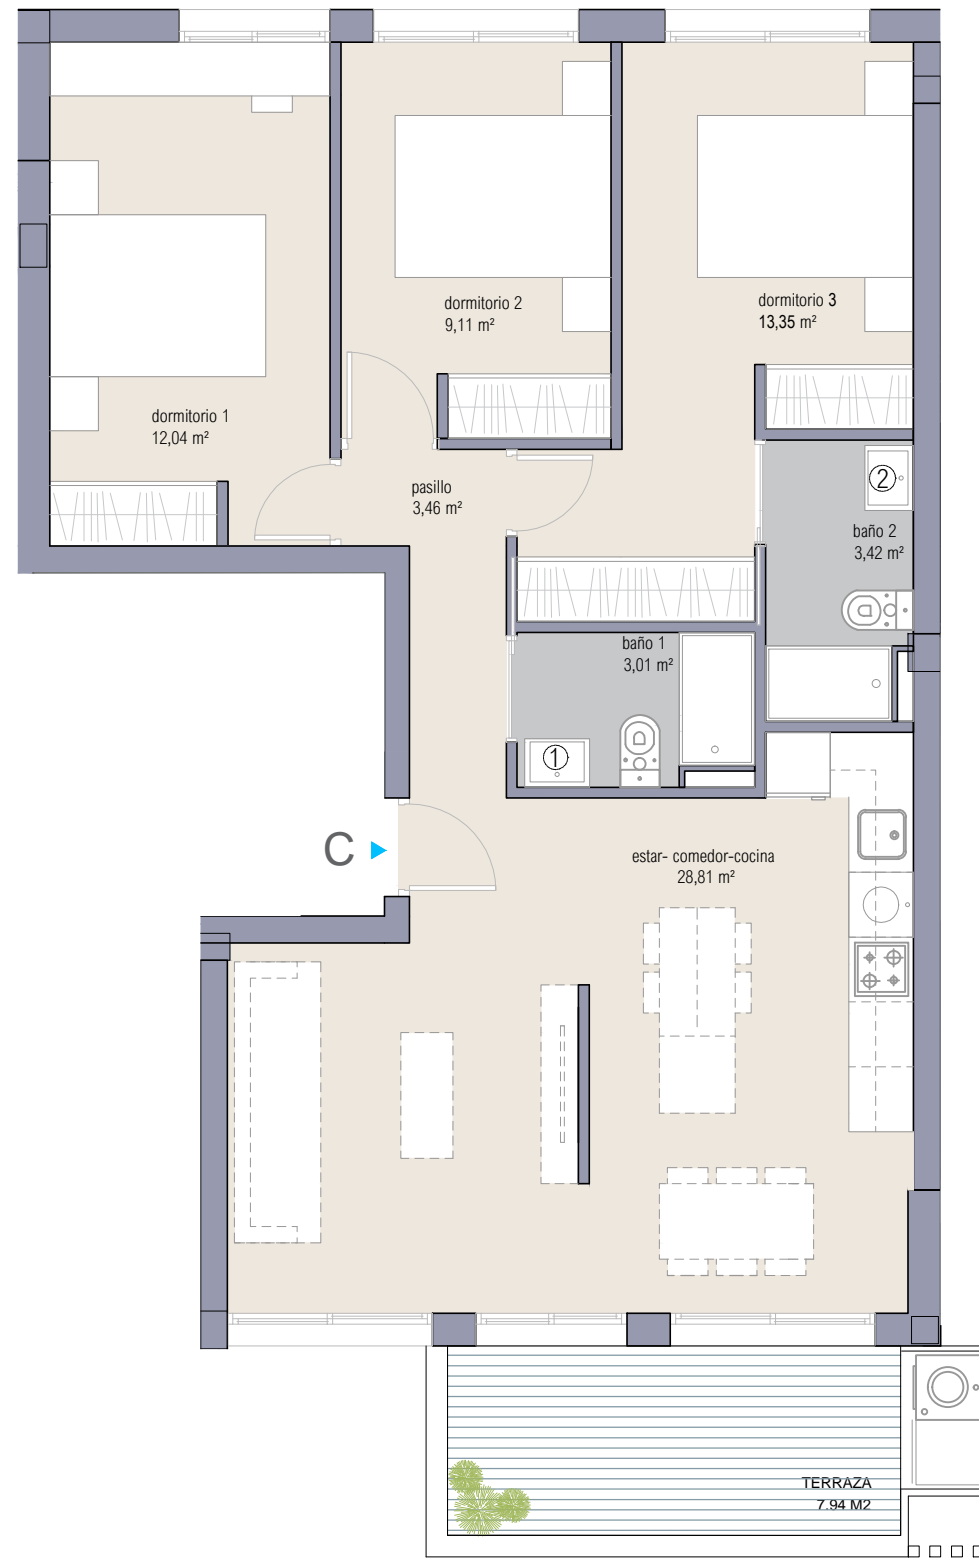 dormitorio 2
9,11 m²
dormitorio 3
13,35 m²
dormitorio 1
12,04 m²
pasillo
3,46 m²
2
baño 2
3,42 m²
baño 1
3,01 m²
1
C
estar- comedor-cocina
28,81 m²
TERRAZA
7.94 M2